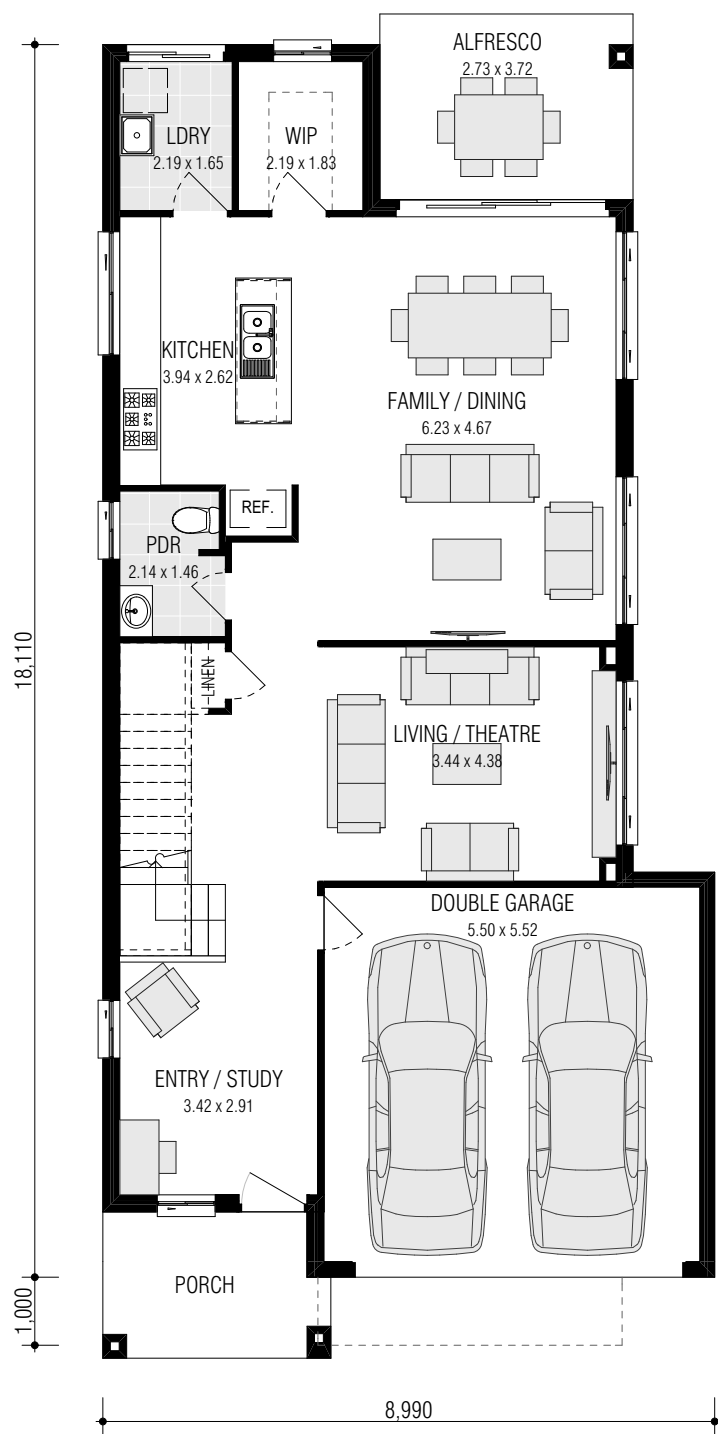 ALFRESCO
2.73 x 3.72
LDRY
2.19 x 1.65
WIP
2.19 x 1.83
KITCHEN
3.94 x 2.62
FAMILY / DINING
6.23 x 4.67
REF.
PDR
2.14 x 1.46
LINEN
LIVING / THEATRE
3.44 x 4.38
DOUBLE GARAGE
5.50 x 5.52
ENTRY / STUDY
3.42 x 2.91
PORCH
18,110
1,000
8,990